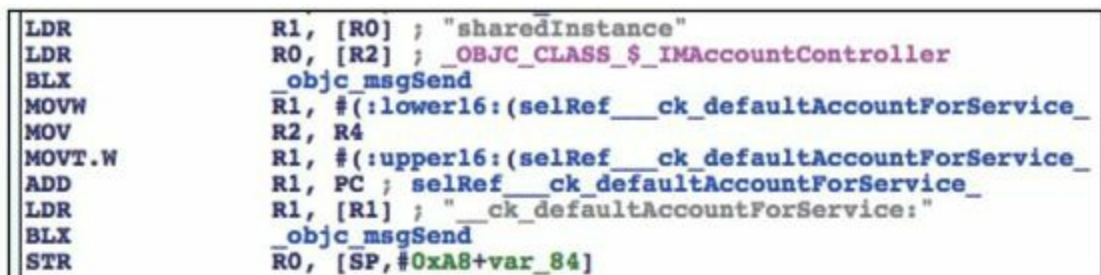 LDR R1, [R0] ; "sharedInstance"
LDR R0, [R2] ; _OBJC_CLASS_$_IMAccountController
BLX _objc_msgSend
MOVW R1, #(:lower16:(selRef___ck_defaultAccountForService_
MOV R2, R4
MOVT.W R1, #(:upper16:(selRef___ck_defaultAccountForService_
ADD R1, PC ; selRef___ck_defaultAccountForService_
LDR R1, [R1] ; "__ck_defaultAccountForService:"
BLX _objc_msgSend
STR R0, [SP,#0xA8+var_84]